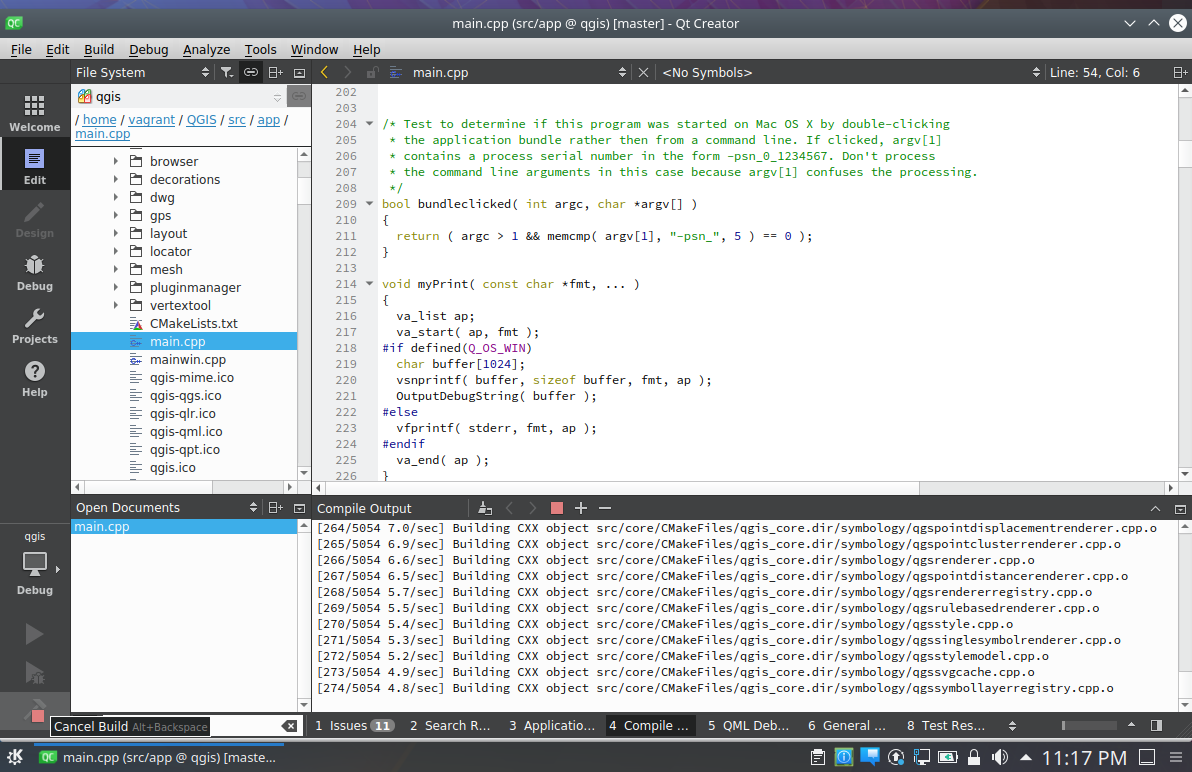 QC
main.cpp (src/app @ qgis) [master] - Qt Creator
File Edit Build Debug Analyze Tools Window Help
File System
main.cpp
<No Symbols>
Line: 54, Col: 6
Welcome
Edit
Design
Debug
Projects
Help
qgis
Debug
qgis
/ home / vagrant / QGIS / src / app /
main.cpp
browser
decorations
dwg
gps
layout
locator
mesh
pluginmanager
vertextool
CMakeLists.txt
main.cpp
mainwin.cpp
qgis-mime.ico
qgis-qgs.ico
qgis-qlr.ico
qgis-qml.ico
qgis-qpt.ico
qgis.ico
Open Documents
main.cpp
202
203
204 /* Test to determine if this program was started on Mac OS X by double-clicking
205 * the application bundle rather then from a command line. If clicked, argv[1]
206 * contains a process serial number in the form -psn_0_1234567. Don't process
207 * the command line arguments in this case because argv[1] confuses the processing.
208 */
209 bool bundleclicked( int argc, char *argv[] )
210 {
211 return ( argc > 1 && memcmp( argv[1], "-psn_", 5 ) == 0 );
212 }
213
214 void myPrint( const char *fmt, ... )
215 {
216 va_list ap;
217 va_start( ap, fmt );
218 #if defined(Q_OS_WIN)
219 char buffer[1024];
220 vsnprintf( buffer, sizeof buffer, fmt, ap );
221 OutputDebugString( buffer );
222 #else
223 vfprintf( stderr, fmt, ap );
224 #endif
225 va_end( ap );
226 }
Compile Output
[264/5054 7.0/sec] Building CXX object src/core/CMakeFiles/qgis_core.dir/symbology/qgspointdisplacementrenderer.cpp.o
[265/5054 6.9/sec] Building CXX object src/core/CMakeFiles/qgis_core.dir/symbology/qgspointclusterrenderer.cpp.o
[266/5054 6.6/sec] Building CXX object src/core/CMakeFiles/qgis_core.dir/symbology/qgsrenderer.cpp.o
[267/5054 6.5/sec] Building CXX object src/core/CMakeFiles/qgis_core.dir/symbology/qgspointdistancerenderer.cpp.o
[268/5054 5.7/sec] Building CXX object src/core/CMakeFiles/qgis_core.dir/symbology/qgsrendererregistry.cpp.o
[269/5054 5.5/sec] Building CXX object src/core/CMakeFiles/qgis_core.dir/symbology/qgsrulebasedrenderer.cpp.o
[270/5054 5.4/sec] Building CXX object src/core/CMakeFiles/qgis_core.dir/symbology/qgsstyle.cpp.o
[271/5054 5.3/sec] Building CXX object src/core/CMakeFiles/qgis_core.dir/symbology/qgssinglesymbolrenderer.cpp.o
[272/5054 5.2/sec] Building CXX object src/core/CMakeFiles/qgis_core.dir/symbology/qgsstylemodel.cpp.o
[273/5054 4.9/sec] Building CXX object src/core/CMakeFiles/qgis_core.dir/symbology/qgssvgcache.cpp.o
[274/5054 4.8/sec] Building CXX object src/core/CMakeFiles/qgis_core.dir/symbology/qgssymbollayerregistry.cpp.o
Cancel Build Alt+Backspace
1 Issues 11 2 Search R... 3 Applicatio... 4 Compile ... 5 QML Deb... 6 General ... 8 Test Res...
QC main.cpp (src/app @ qgis) [maste...
11:17 PM